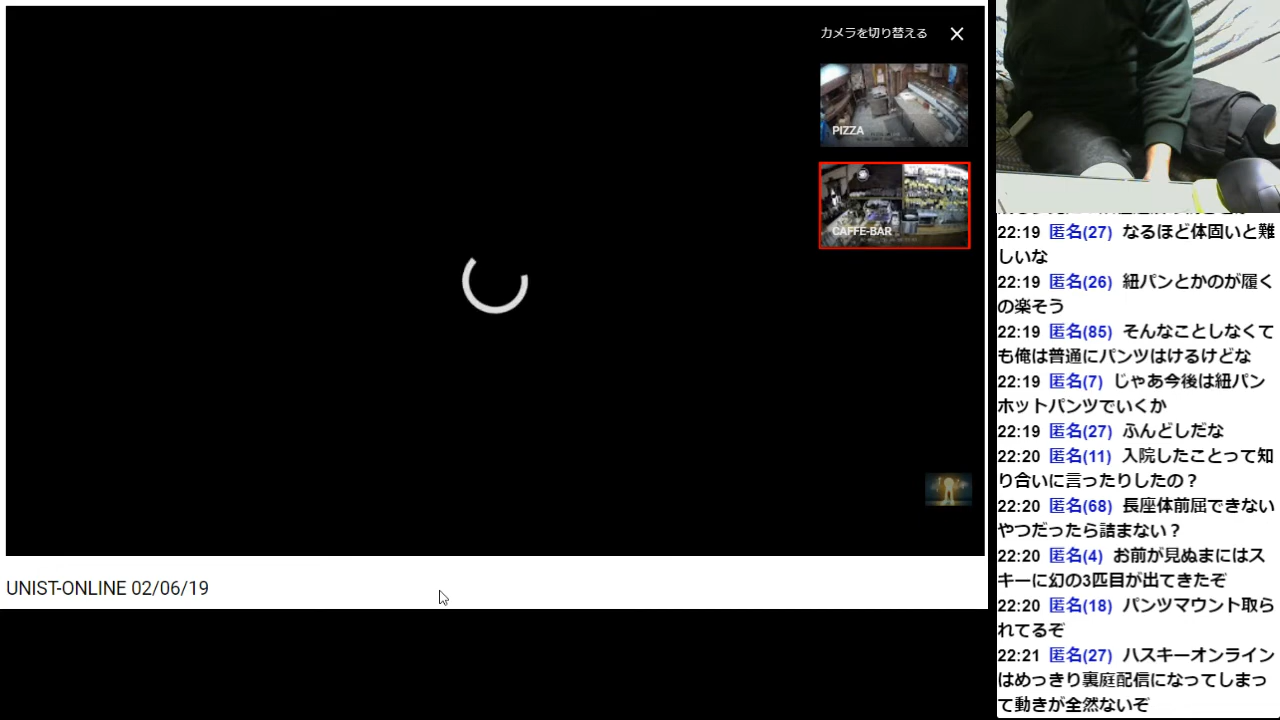 カメラを切り替える
PIZZA
CAFFE-BAR
UNIST-ONLINE 02/06/19
22:19 匿名(27) なるほど体固いと難
しいな
22:19 匿名(26) 紐パンとかのが履く
の楽そう
22:19 匿名(85) そんなことしなくて
も俺は普通にパンツはけるけどな
22:19 匿名(7) じゃあ今後は紐パン
ホットパンツでいくか
22:19 匿名(27) ふんどしだな
22:20 匿名(11) 入院したことって知
り合いに言ったりしたの？
22:20 匿名(68) 長座体前屈できない
やつだったら詰まない？
22:20 匿名(4) お前が見ぬまにはス
キーに幻の3匹目が出てきたぞ
22:20 匿名(18) パンツマウント取ら
れてるぞ
22:21 匿名(27) ハスキーオンライン
はめっきり裏庭配信になってしまっ
て動きが全然ないぞ